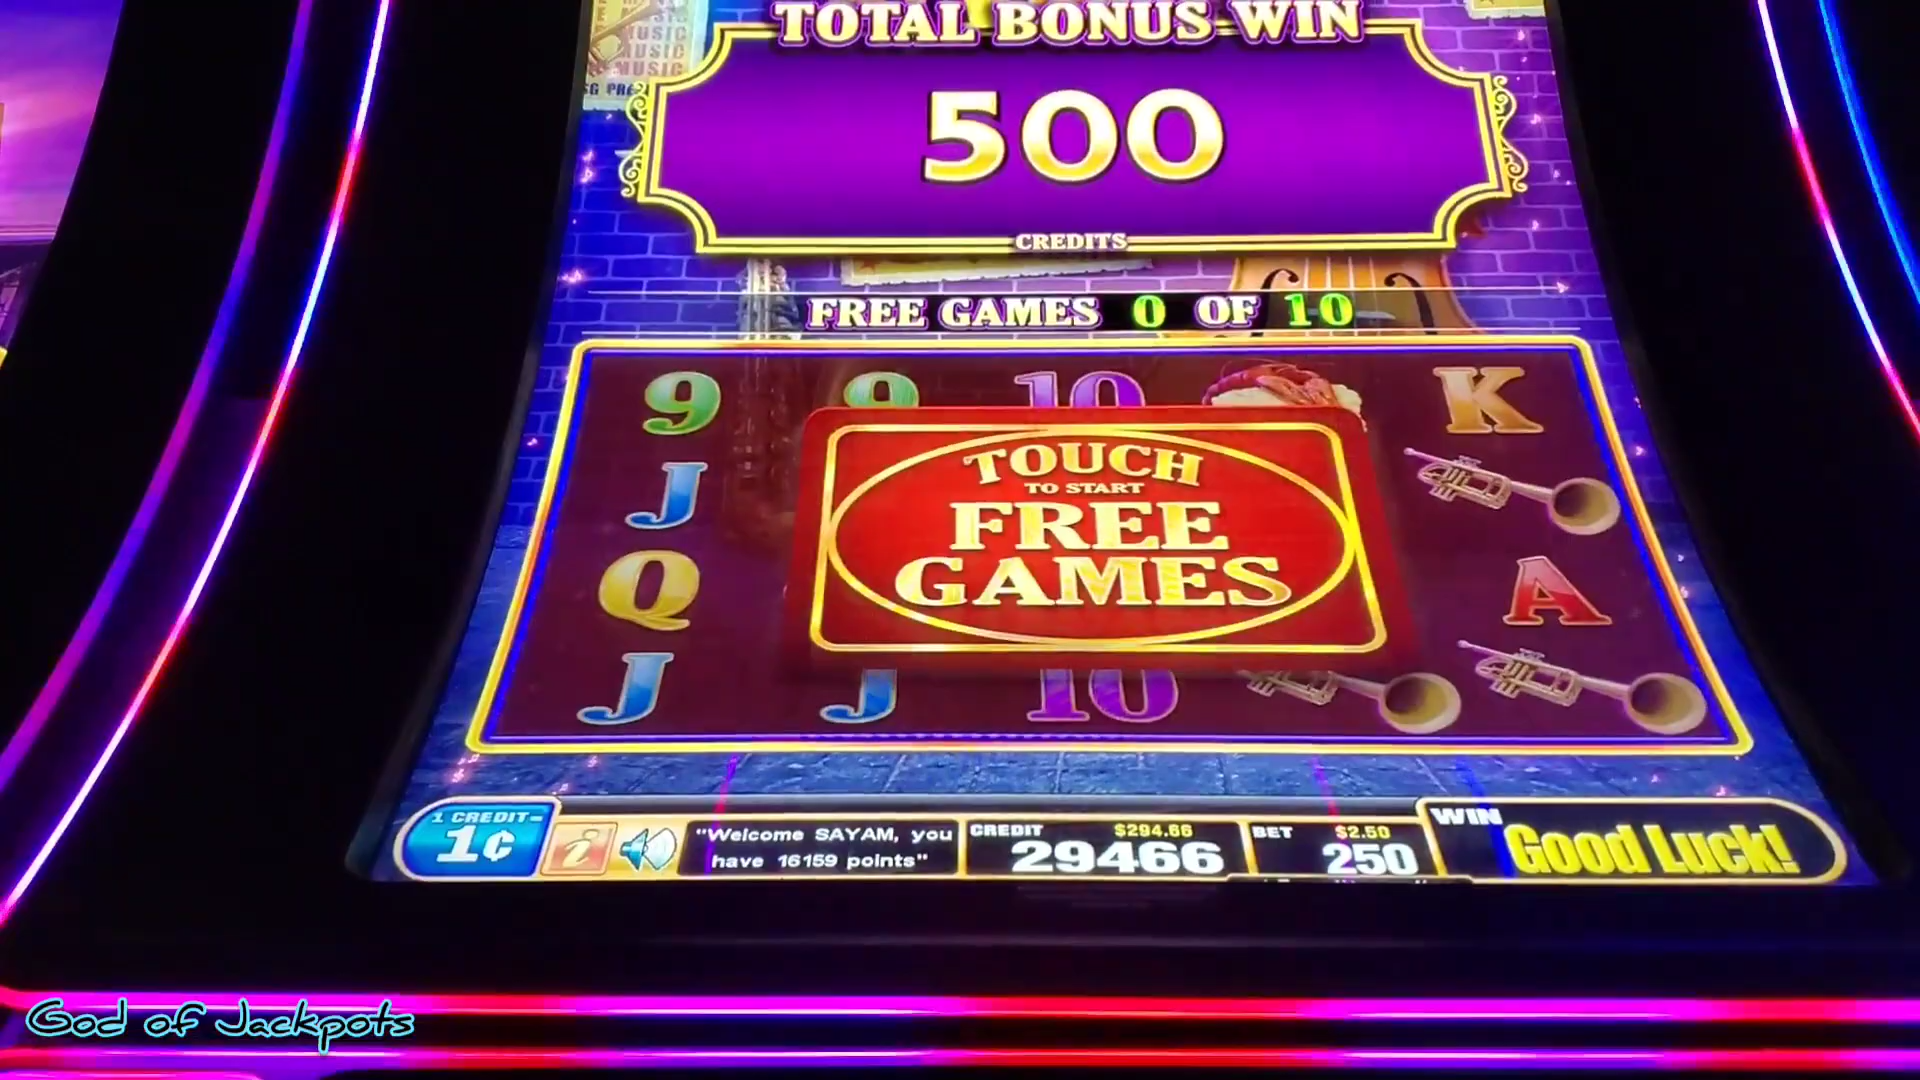 MUSIC
MUSIC
MUSIC
TOTAL BONUS WIN
500
CREDITS
FREE GAMES 0 OF 10
9 9 10 K
J
Q A
J J 10
TOUCH
TO START
FREE
GAMES
1 CREDIT=
1¢
i
"Welcome SAYAM, you
have 16159 points"
CREDIT $294.66
29466
BET $2.50
250
WIN
Good Luck!
God of Jackpots